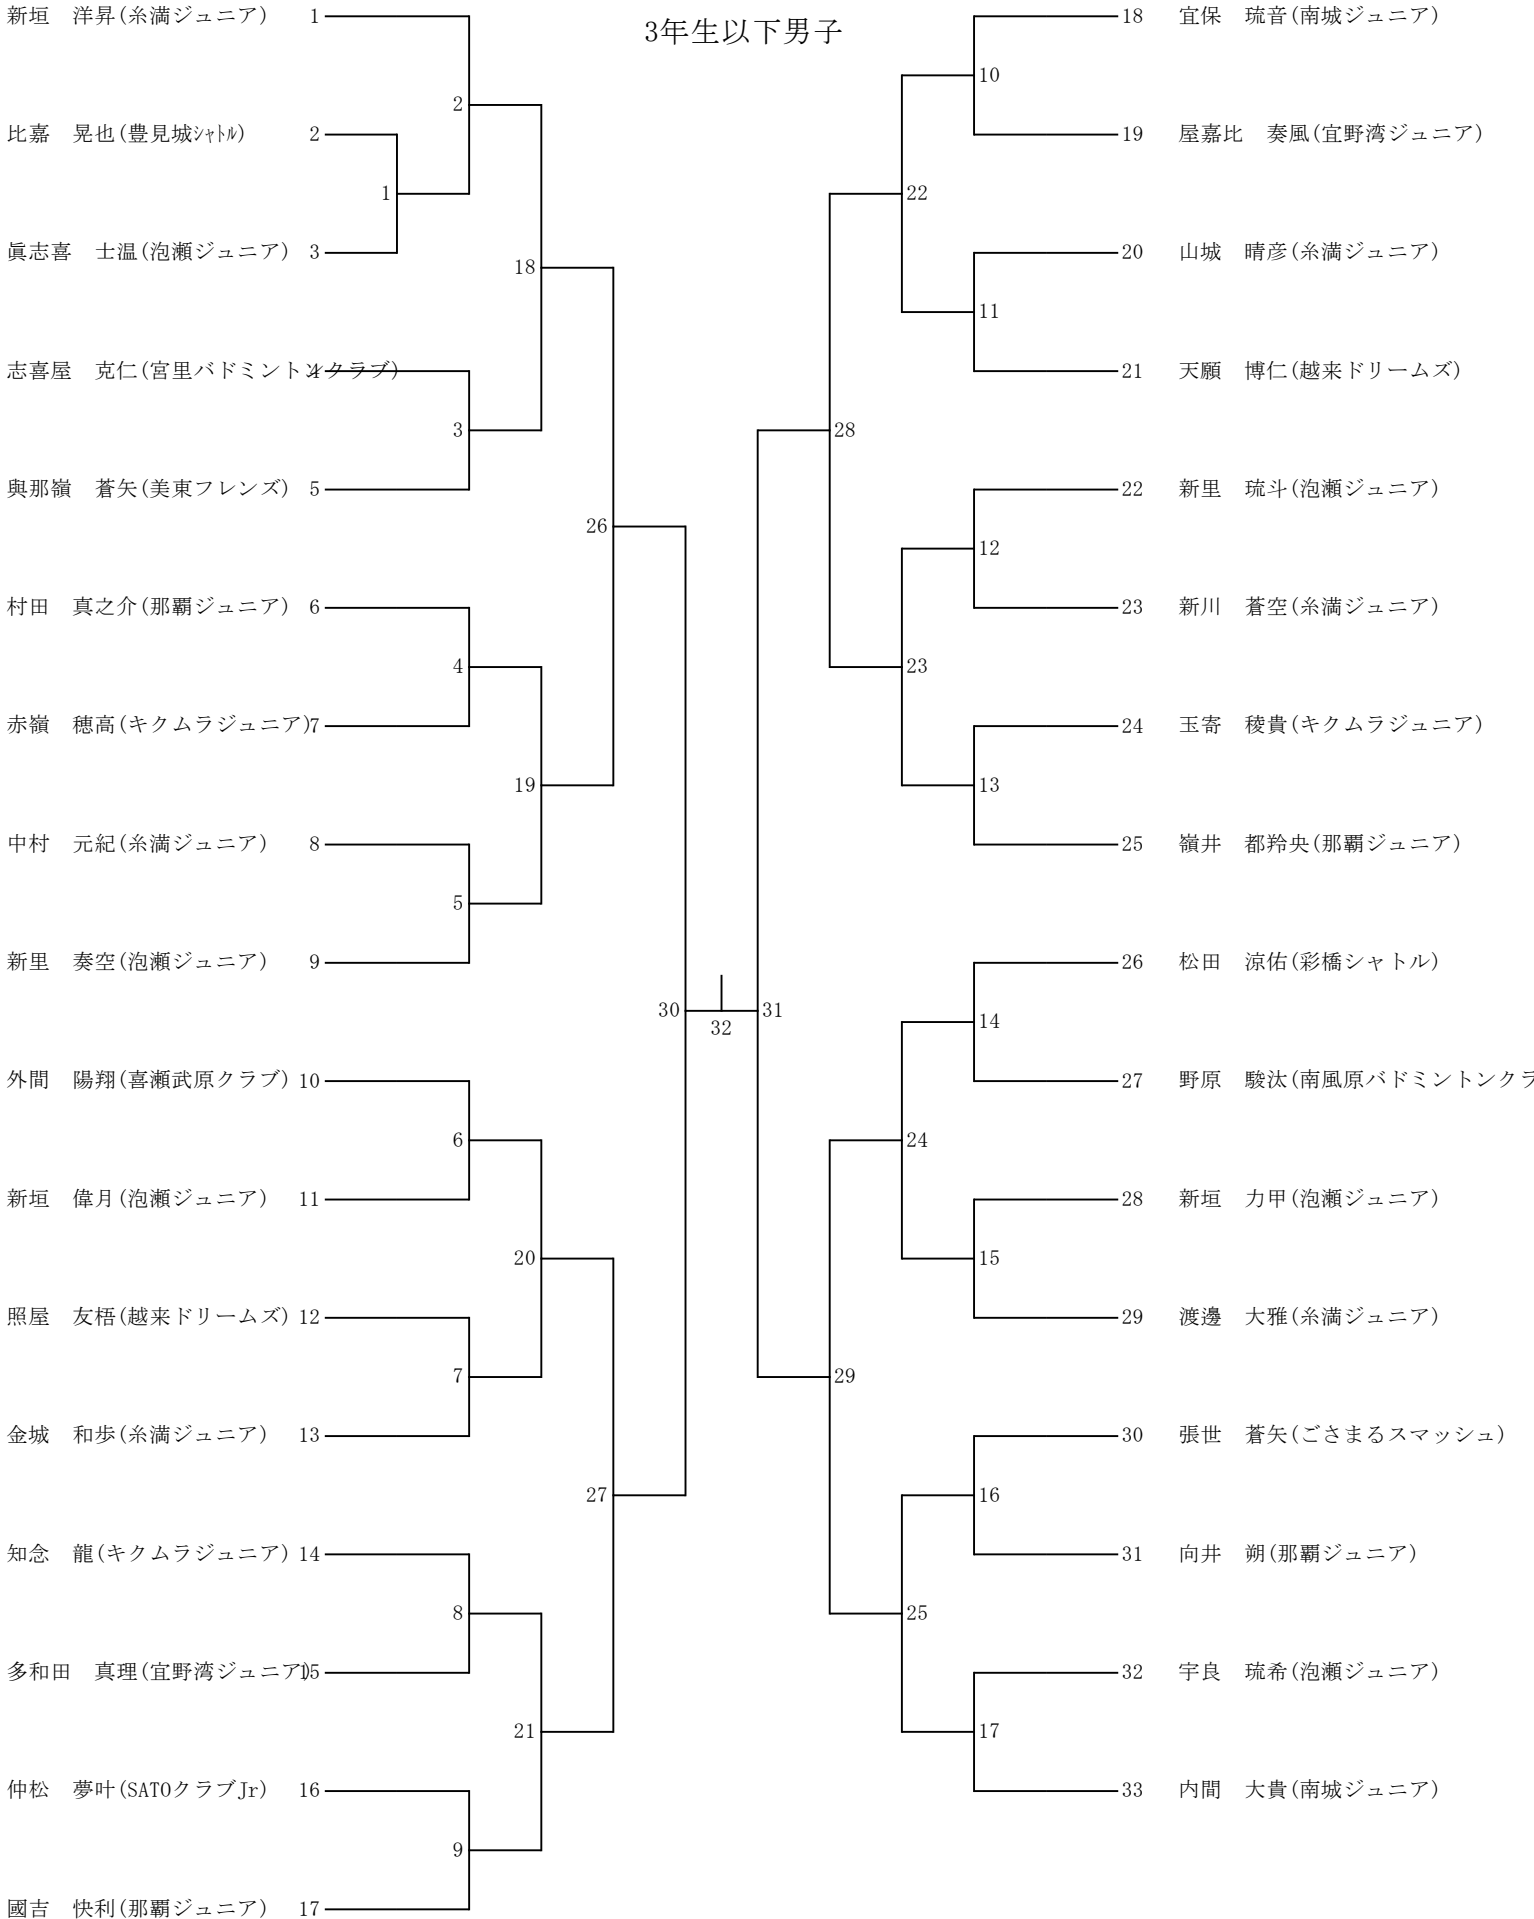 3年生以下男子
新垣　洋昇(糸満ジュニア) 1
比嘉　晃也(豊見城ｼｬﾄﾙ) 2
眞志喜　士温(泡瀬ジュニア) 3
志喜屋　克仁(宮里バドミントンクラブ) 4
與那嶺　蒼矢(美東フレンズ) 5
村田　真之介(那覇ジュニア) 6
赤嶺　穂高(キクムラジュニア) 7
中村　元紀(糸満ジュニア) 8
新里　奏空(泡瀬ジュニア) 9
外間　陽翔(喜瀬武原クラブ) 10
新垣　偉月(泡瀬ジュニア) 11
照屋　友梧(越来ドリームズ) 12
金城　和歩(糸満ジュニア) 13
知念　龍(キクムラジュニア) 14
多和田　真理(宜野湾ジュニア) 15
仲松　夢叶(SATOクラブJr) 16
國吉　快利(那覇ジュニア) 17
1
2
3
4
5
6
7
8
9
18
19
20
21
26
27
30
32
31
28
29
22
23
24
25
10
11
12
13
14
15
16
17
18 宜保　琉音(南城ジュニア)
19 屋嘉比　奏風(宜野湾ジュニア)
20 山城　晴彦(糸満ジュニア)
21 天願　博仁(越来ドリームズ)
22 新里　琉斗(泡瀬ジュニア)
23 新川　蒼空(糸満ジュニア)
24 玉寄　稜貴(キクムラジュニア)
25 嶺井　都羚央(那覇ジュニア)
26 松田　涼佑(彩橋シャトル)
27 野原　駿汰(南風原バドミントンクラ
28 新垣　力甲(泡瀬ジュニア)
29 渡邊　大雅(糸満ジュニア)
30 張世　蒼矢(ごさまるスマッシュ)
31 向井　朔(那覇ジュニア)
32 宇良　琉希(泡瀬ジュニア)
33 内間　大貴(南城ジュニア)